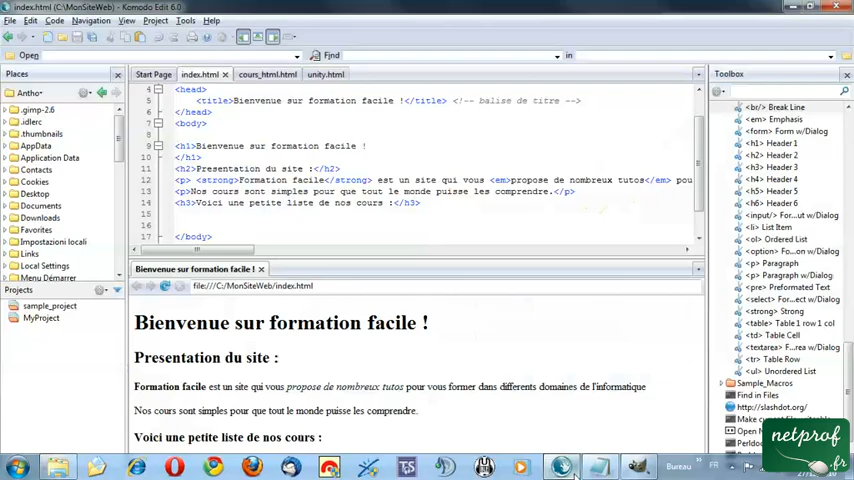 index.html - Komodo Edit 6.0
File Edit Code Navigation View Project Tools Help
Open Find in
Places
Start Page index.html cours_html.html unity.html
Toolbox
Antho
.gimp-2.6
.idlerc
.thumbnails
AppData
Application Data
Contacts
Cookies
Desktop
Documents
Downloads
Favorites
Impostazioni locali
Links
Local Settings
Menu Démarrer
Projects
sample_project
MyProject
4 <head>
5 <title>Bienvenue sur formation facile !</title> <!-- balise de titre -->
6 </head>
7 <body>
8
9 <h1>Bienvenue sur formation facile !
10 </h1>
11 <h2>Presentation du site :</h2>
12 <p> <strong>Formation facile</strong> est un site qui vous <em>propose de nombreux tutos</em> pou
13 <p>Nos cours sont simples pour que tout le monde puisse les comprendre.</p>
14 <h3>Voici une petite liste de nos cours :</h3>
15
16
17 </body>
Bienvenue sur formation facile !
file:///C:/MonSiteWeb/index.html
Bienvenue sur formation facile !
Presentation du site :
Formation facile est un site qui vous propose de nombreux tutos pour vous former dans differents domaines de l'informatique
Nos cours sont simples pour que tout le monde puisse les comprendre.
Voici une petite liste de nos cours :
<br/> Break Line
<em> Emphasis
<form> Form w/Dialog
<h1> Header 1
<h2> Header 2
<h3> Header 3
<h4> Header 4
<h5> Header 5
<h6> Header 6
<input/> F...ut w/Dialog
<li> List Item
<ol> Ordered List
<option> F...on w/Dialog
<p> Paragraph
<p> Paragraph w/Dialog
<pre> Preformatted Text
<select> F...ct w/Dialog
<strong> Strong
<table> Table 1 row 1 col
<td> Table Cell
<textarea> F...rea w/Dialog
<tr> Table Row
<ul> Unordered List
Sample_Macros
Find in Files
http://slashdot.org/
Open
netprof
.fr
Bureau
FR